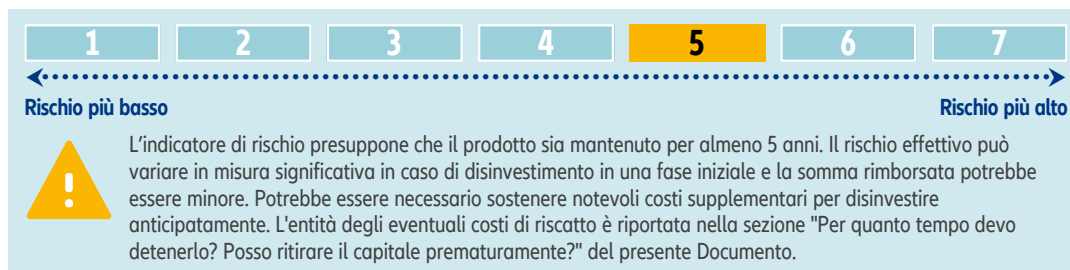 1 2 3 4 5 6 7
Rischio più basso Rischio più alto
L'indicatore di rischio presuppone che il prodotto sia mantenuto per almeno 5 anni. Il rischio effettivo può
variare in misura significativa in caso di disinvestimento in una fase iniziale e la somma rimborsata potrebbe
essere minore. Potrebbe essere necessario sostenere notevoli costi supplementari per disinvestire
anticipatamente. L'entità degli eventuali costi di riscatto è riportata nella sezione "Per quanto tempo devo
detenerlo? Posso ritirare il capitale prematuramente?" del presente Documento.